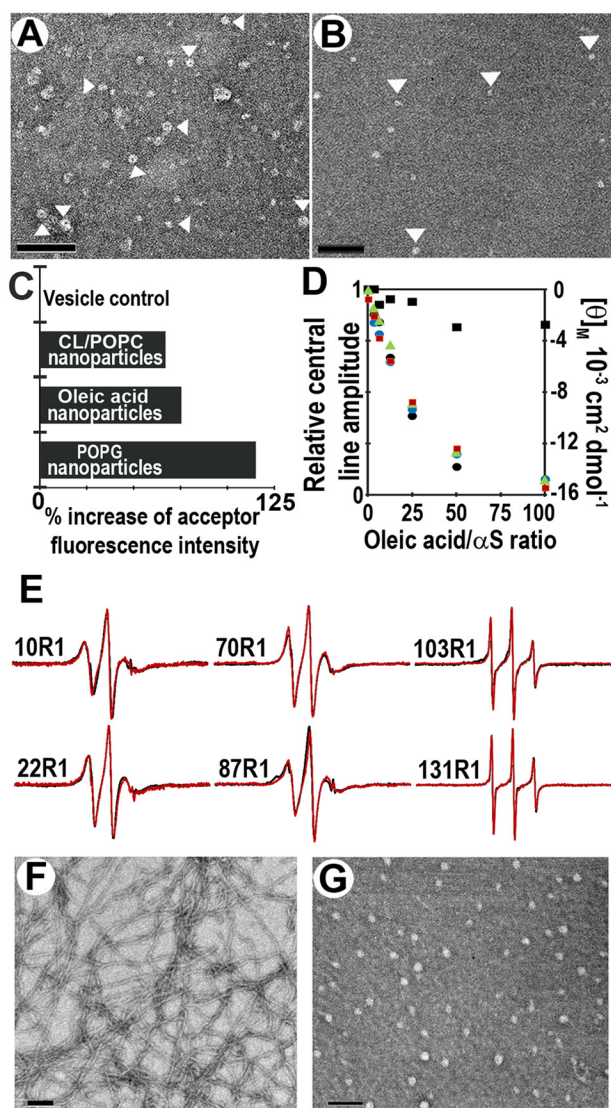 A
B
C
Vesicle control
CL/POPC
nanoparticles
Oleic acid
nanoparticles
POPG
nanoparticles
0
125
% increase of acceptor
fluorescence intensity
D
Relative central
line amplitude
1
0
0
-4
-8
-12
-16
[θ]M 10-3 cm2 dmol-1
0
25
50
75
100
Oleic acid/αS ratio
E
10R1
70R1
103R1
22R1
87R1
131R1
F
G